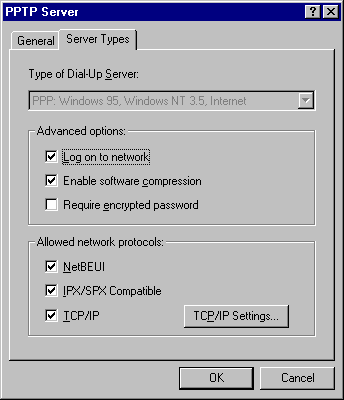 PPTP Server
General
Server Types
Type of Dial-Up Server:
PPP: Windows 95, Windows NT 3.5, Internet
Advanced options:
Log on to network
Enable software compression
Require encrypted password
Allowed network protocols:
NetBEUI
IPX/SPX Compatible
TCP/IP
TCP/IP Settings...
OK
Cancel